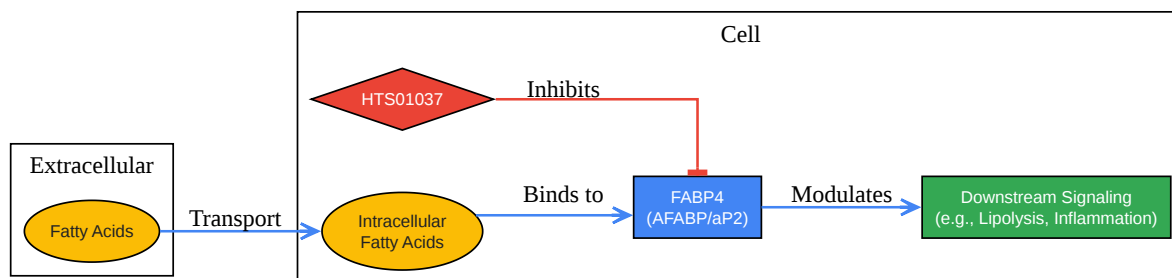 Cell
HTS01037
Inhibits
Extracellular
Fatty Acids
Transport
Intracellular
Fatty Acids
Binds to
FABP4
(AFABP/aP2)
Modulates
Downstream Signaling
(e.g., Lipolysis, Inflammation)